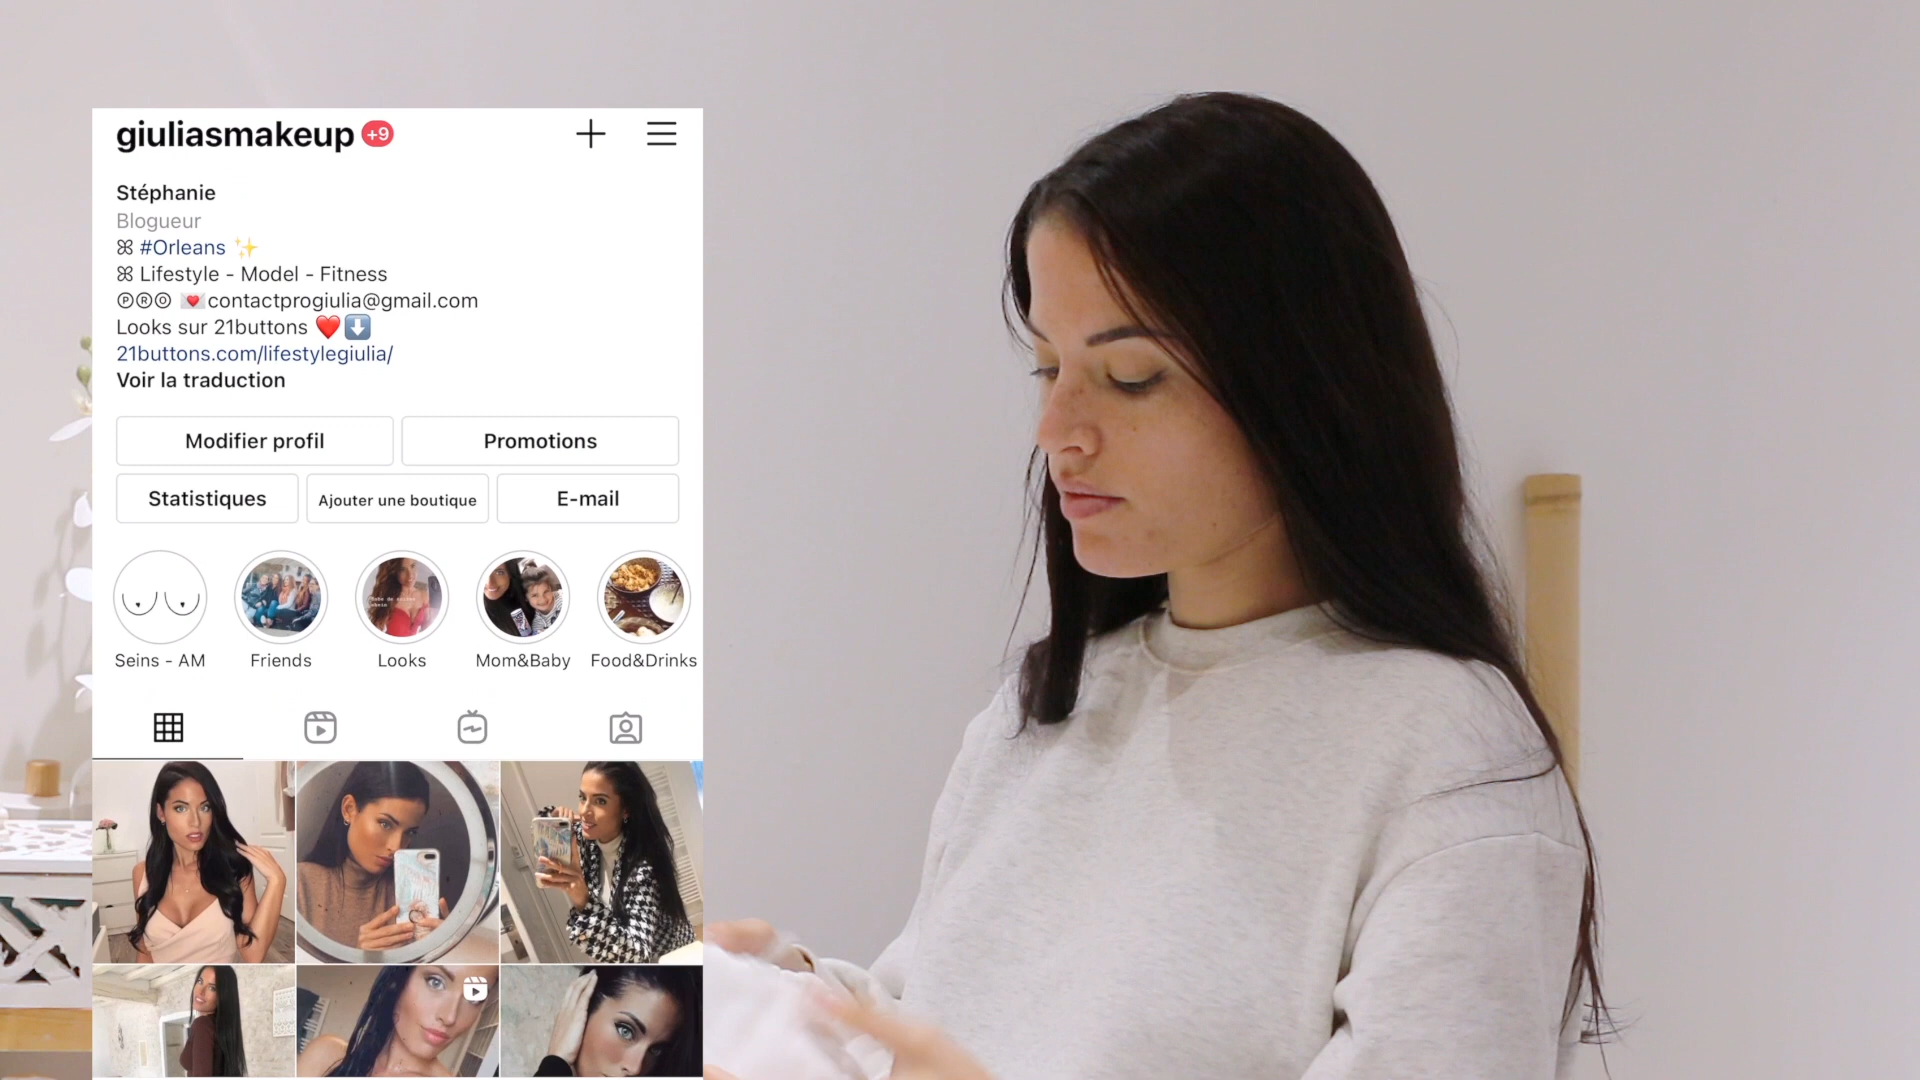 giuliasmakeup +9
Stéphanie
Blogueur
ꕤ #Orleans ✨
ꕤ Lifestyle - Model - Fitness
ⓅⓇⓄ 💌contactprogiulia@gmail.com
Looks sur 21buttons ❤️⬇️
21buttons.com/lifestylegiulia/
Voir la traduction
Modifier profil Promotions
Statistiques Ajouter une boutique E-mail
Seins - AM Friends Looks Mom&Baby Food&Drinks